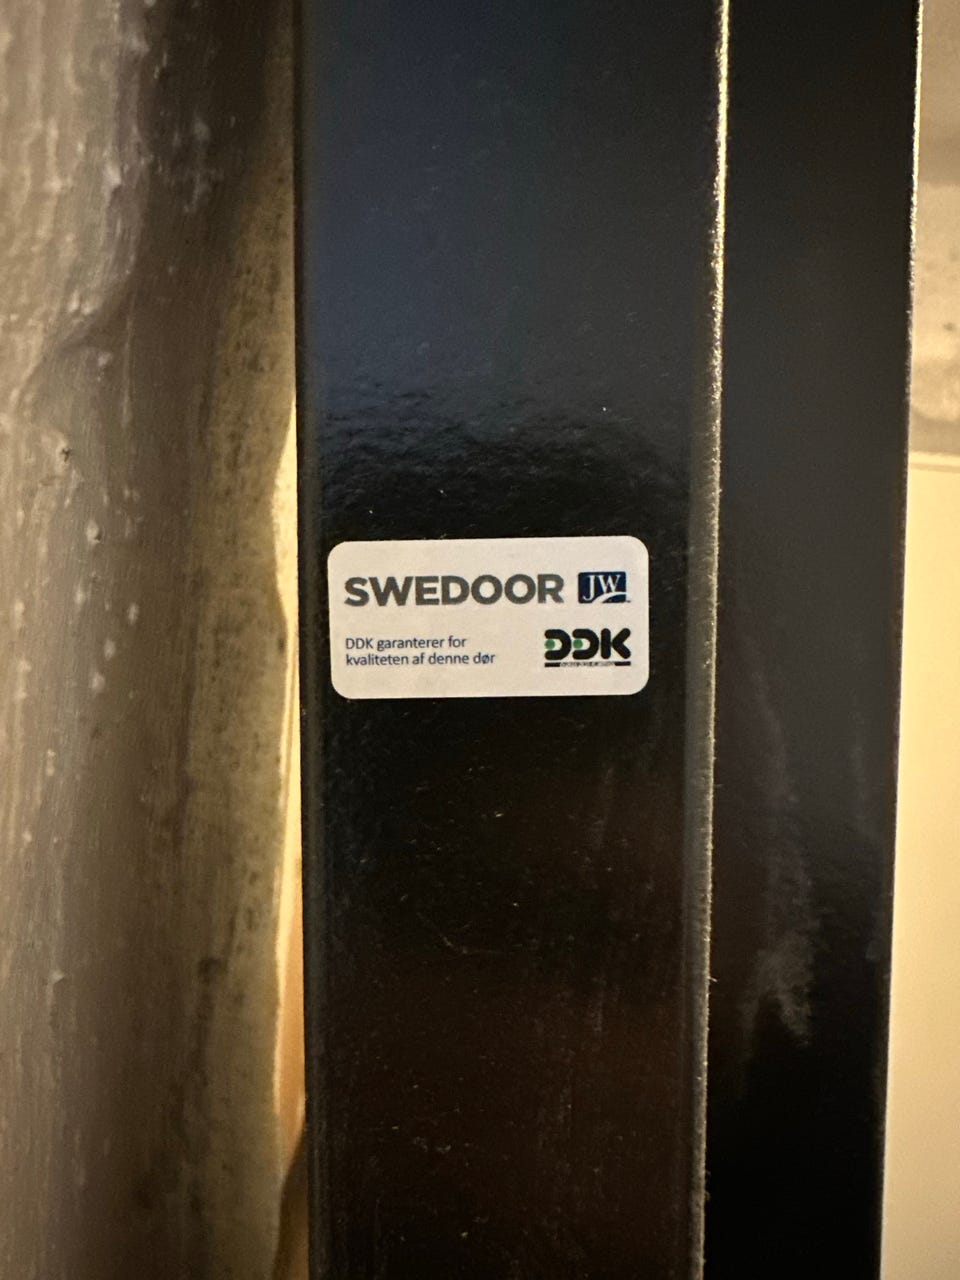 SWEDOOR JW
DDK garanterer for
kvaliteten af denne dør
DDK